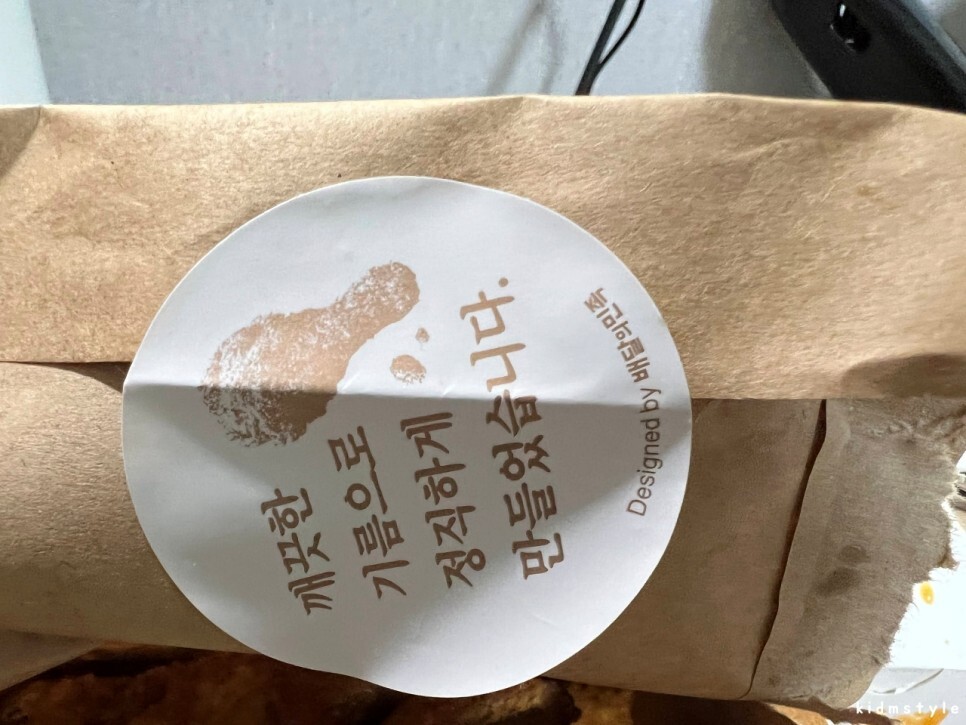 깨끗한
기름으로
정직하게
만들었습니다.
Designed by 배달의민족
kidmstyle